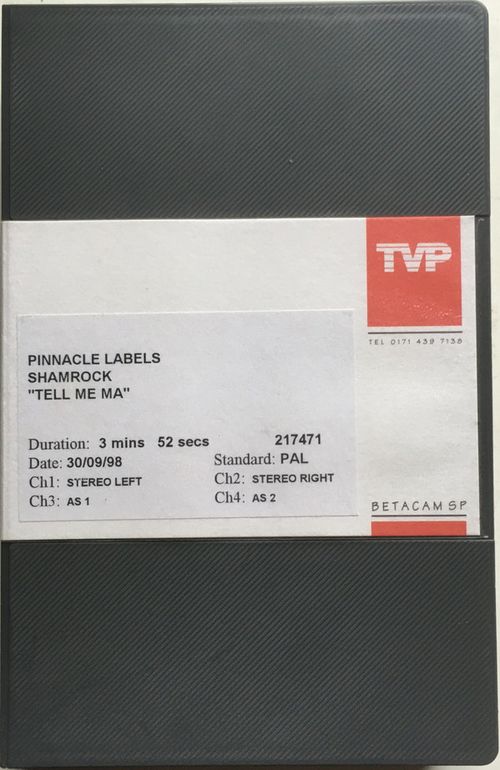 TVP
TEL 0171 439 7138
PINNACLE LABELS
SHAMROCK
"TELL ME MA"
Duration: 3 mins 52 secs 217471
Date: 30/09/98 Standard: PAL
Ch1: STEREO LEFT Ch2: STEREO RIGHT
Ch3: AS 1 Ch4: AS 2
BETACAM SP